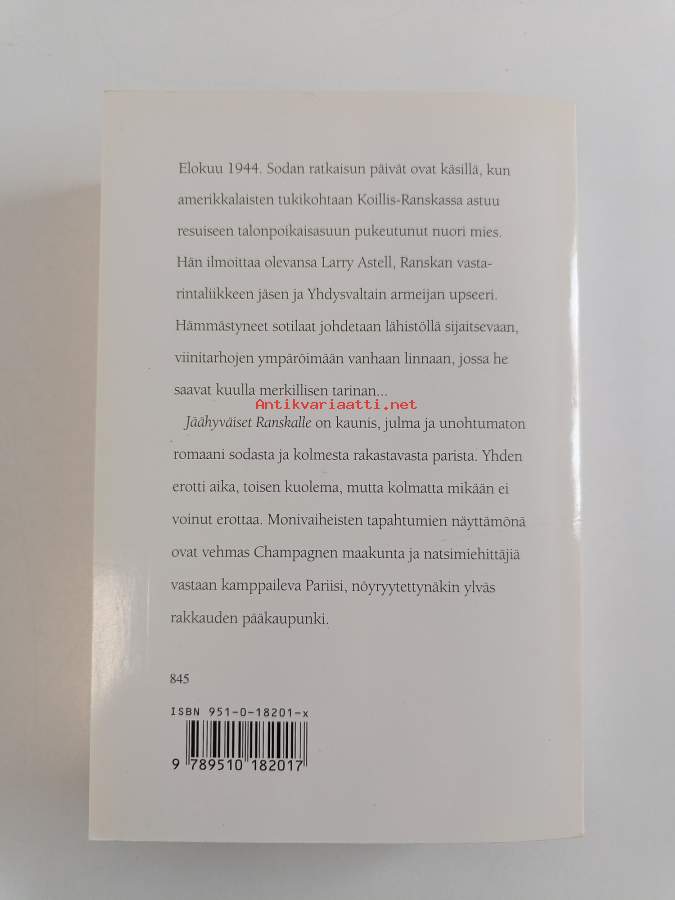 Elokuu 1944. Sodan ratkaisun päivät ovat käsillä, kun
amerikkalaisten tukikohtaan Koillis-Ranskassa astuu
resuiseen talonpoikaisasuun pukeutunut nuori mies.
Hän ilmoittaa olevansa Larry Astell, Ranskan vasta-
rintaliikkeen jäsen ja Yhdysvaltain armeijan upseeri.
Hämmästyneet sotilaat johdetaan lähistöllä sijaitsevaan,
viinitarhojen ympäröimään vanhaan linnaan, jossa he
saavat kuulla merkillisen tarinan...
Antikvariaatti.net
Jäähyväiset Ranskalle on kaunis, julma ja unohtumaton
romaani sodasta ja kolmesta rakastavasta parista. Yhden
erotti aika, toisen kuolema, mutta kolmatta mikään ei
voinut erottaa. Monivaiheisten tapahtumien näyttämönä
ovat vehmas Champagnen maakunta ja natsimiehittäjiä
vastaan kamppaileva Pariisi, nöyryytettynäkin ylväs
rakkauden pääkaupunki.
845
ISBN 951-0-18201-x
9 789510 182017